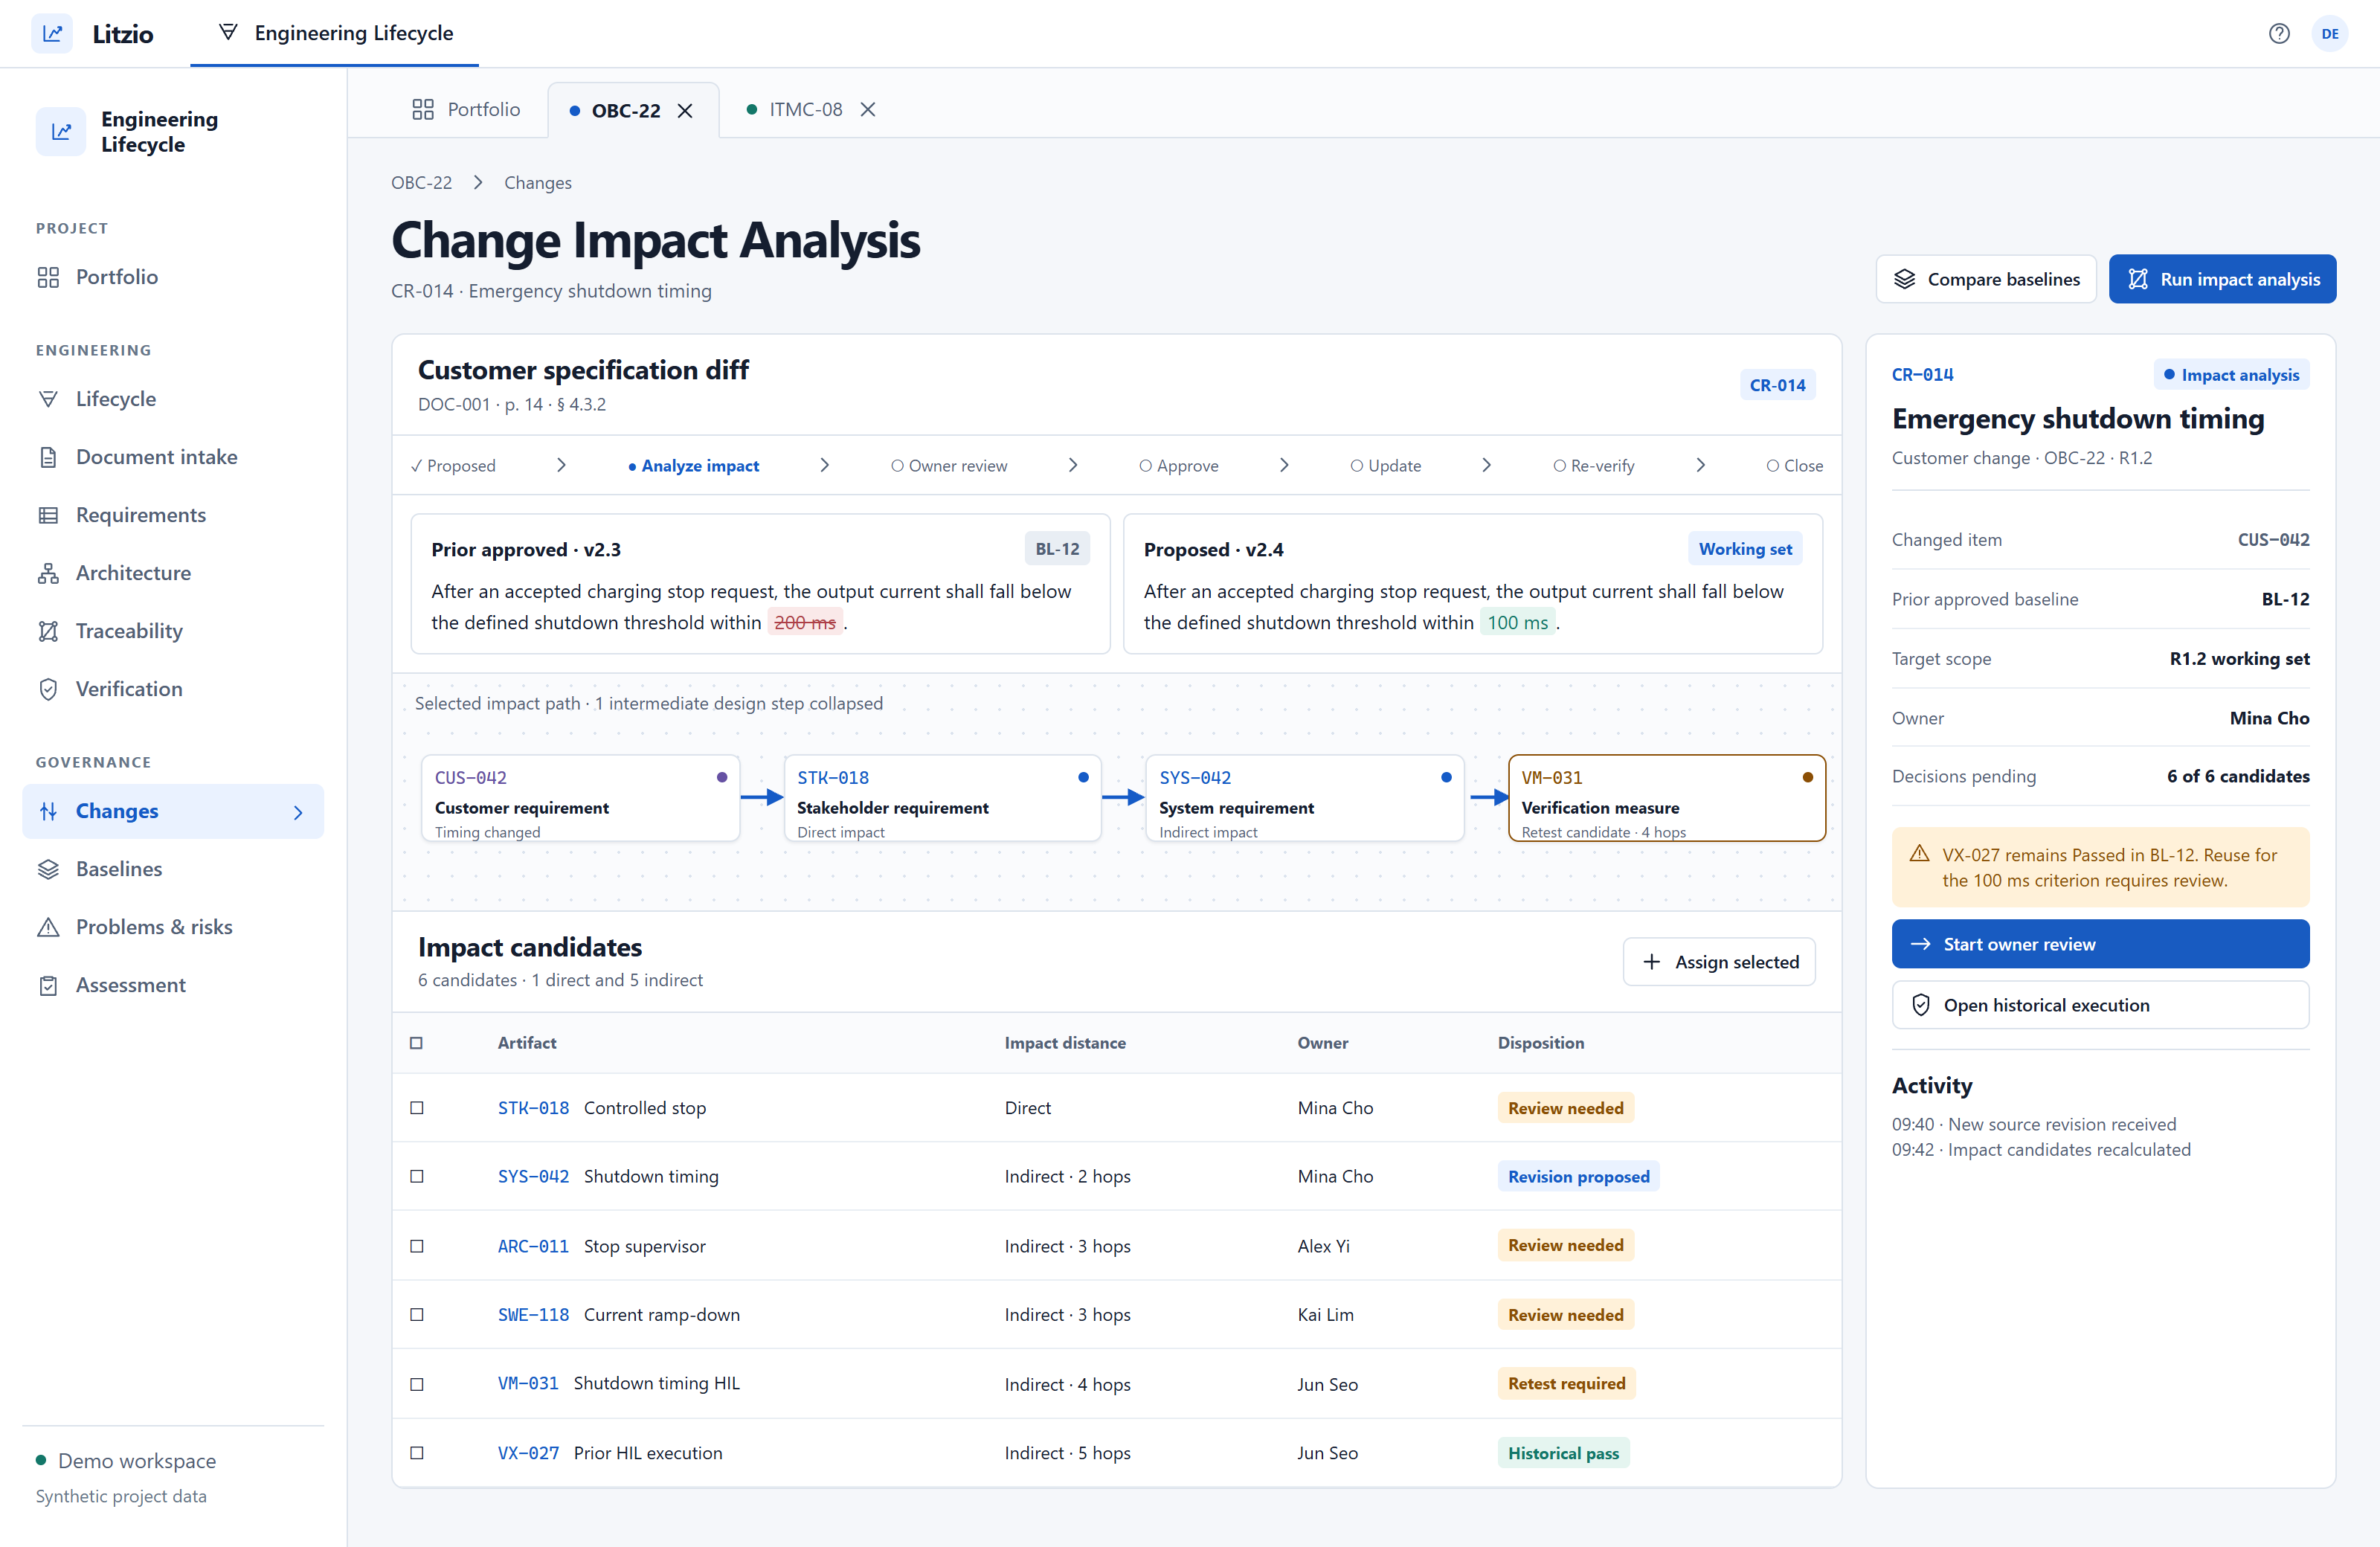 Litzio
Engineering Lifecycle
DE
Engineering
Lifecycle
PROJECT
Portfolio
ENGINEERING
Lifecycle
Document intake
Requirements
Architecture
Traceability
Verification
GOVERNANCE
Changes
Baselines
Problems & risks
Assessment
Demo workspace
Synthetic project data
Portfolio
OBC-22
ITMC-08
OBC-22 > Changes
Change Impact Analysis
CR-014 · Emergency shutdown timing
Compare baselines
Run impact analysis
Customer specification diff
DOC-001 · p. 14 · § 4.3.2
CR-014
✓ Proposed > ● Analyze impact > ○ Owner review > ○ Approve > ○ Update > ○ Re-verify > ○ Close
Prior approved · v2.3
BL-12
After an accepted charging stop request, the output current shall fall below
the defined shutdown threshold within 200 ms.
Proposed · v2.4
Working set
After an accepted charging stop request, the output current shall fall below
the defined shutdown threshold within 100 ms.
Selected impact path · 1 intermediate design step collapsed
CUS-042
Customer requirement
Timing changed
STK-018
Stakeholder requirement
Direct impact
SYS-042
System requirement
Indirect impact
VM-031
Verification measure
Retest candidate · 4 hops
Impact candidates
6 candidates · 1 direct and 5 indirect
Assign selected
Artifact Impact distance Owner Disposition
STK-018 Controlled stop Direct Mina Cho Review needed
SYS-042 Shutdown timing Indirect · 2 hops Mina Cho Revision proposed
ARC-011 Stop supervisor Indirect · 3 hops Alex Yi Review needed
SWE-118 Current ramp-down Indirect · 3 hops Kai Lim Review needed
VM-031 Shutdown timing HIL Indirect · 4 hops Jun Seo Retest required
VX-027 Prior HIL execution Indirect · 5 hops Jun Seo Historical pass
CR-014
Impact analysis
Emergency shutdown timing
Customer change · OBC-22 · R1.2
Changed item CUS-042
Prior approved baseline BL-12
Target scope R1.2 working set
Owner Mina Cho
Decisions pending 6 of 6 candidates
VX-027 remains Passed in BL-12. Reuse for
the 100 ms criterion requires review.
Start owner review
Open historical execution
Activity
09:40 · New source revision received
09:42 · Impact candidates recalculated